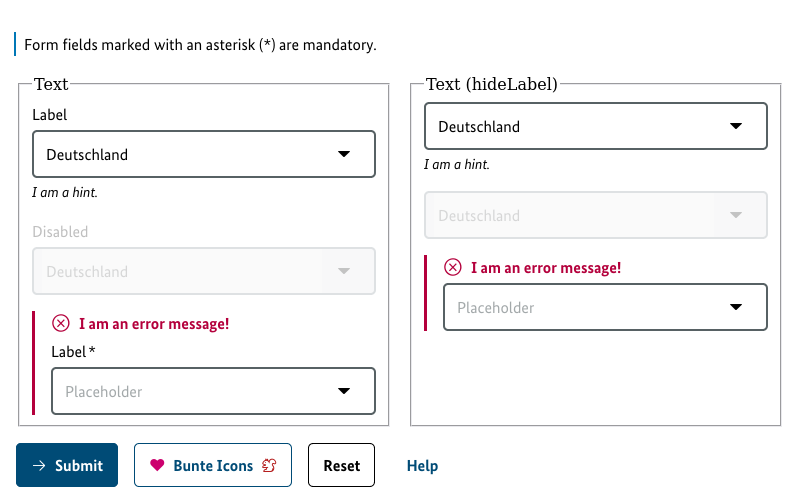 Form fields marked with an asterisk (*) are mandatory.
Text
Label
Deutschland
I am a hint.
Disabled
Deutschland
I am an error message!
Label *
Placeholder
Text (hideLabel)
Deutschland
I am a hint.
Deutschland
I am an error message!
Placeholder
Submit
Bunte Icons
Reset
Help